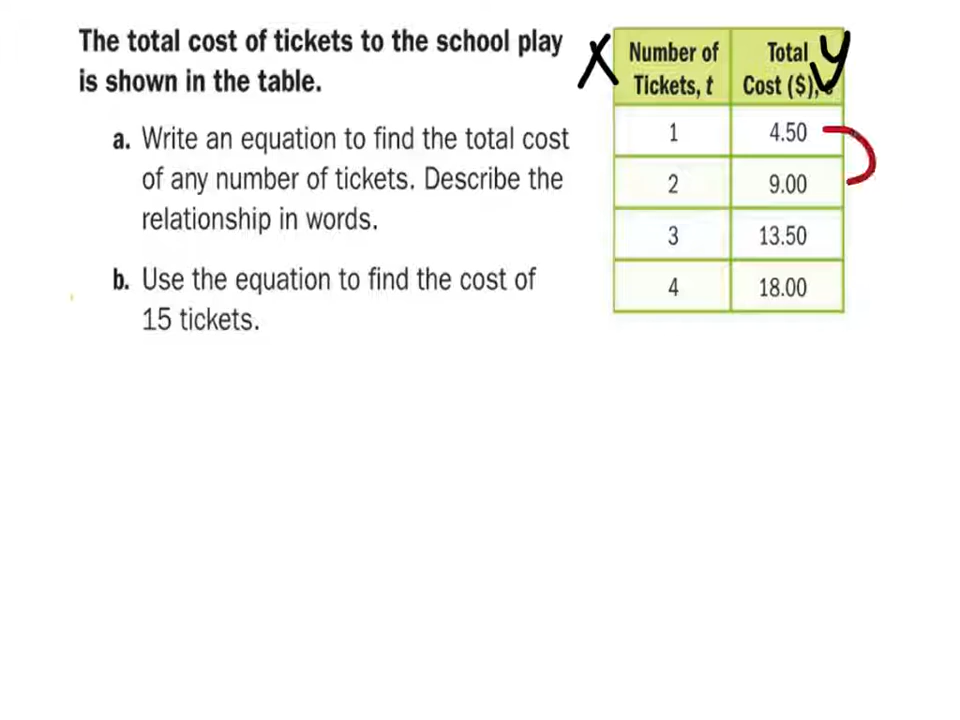 The total cost of tickets to the school play
is shown in the table.
a. Write an equation to find the total cost
of any number of tickets. Describe the
relationship in words.
b. Use the equation to find the cost of
15 tickets.
x Number of Total y
Tickets, t Cost ($),
1 4.50
2 9.00
3 13.50
4 18.00